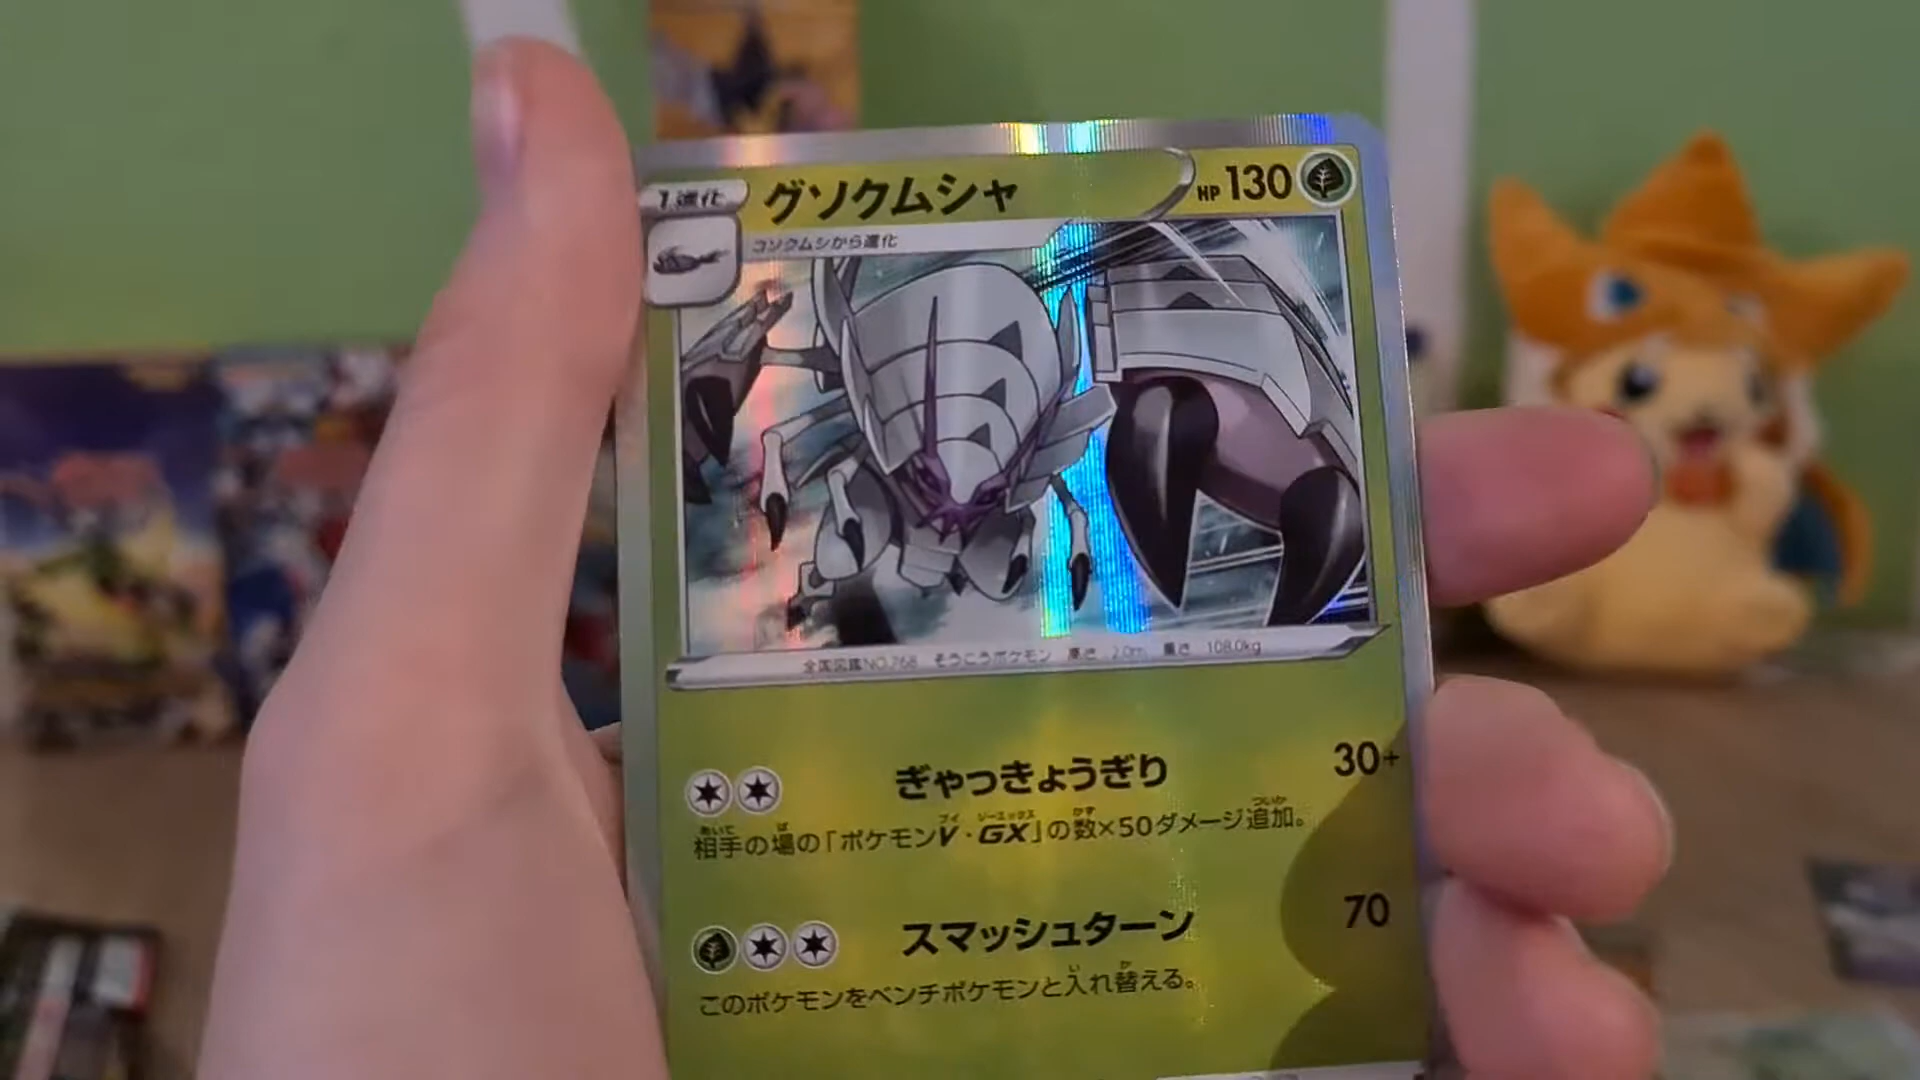 1進化 グソクムシャ HP 130
コソクムシから進化
全国図鑑NO.768 そうこうポケモン 高さ 2.0m 重さ 108.0kg
ぎゃっきょうぎり 30+
相手の場の「ポケモンV・GX」の数×50ダメージ追加。
スマッシュターン 70
このポケモンをベンチポケモンと入れ替える。